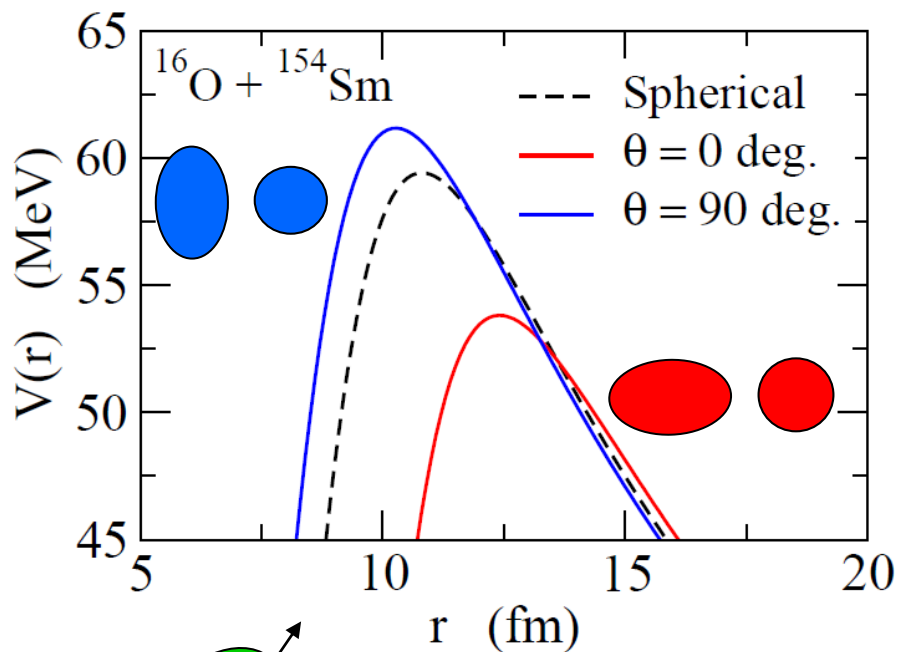 65
60
55
50
45
V(r) (MeV)
¹⁶O + ¹⁵⁴Sm
Spherical
θ = 0 deg.
θ = 90 deg.
5 10 15 20
r (fm)